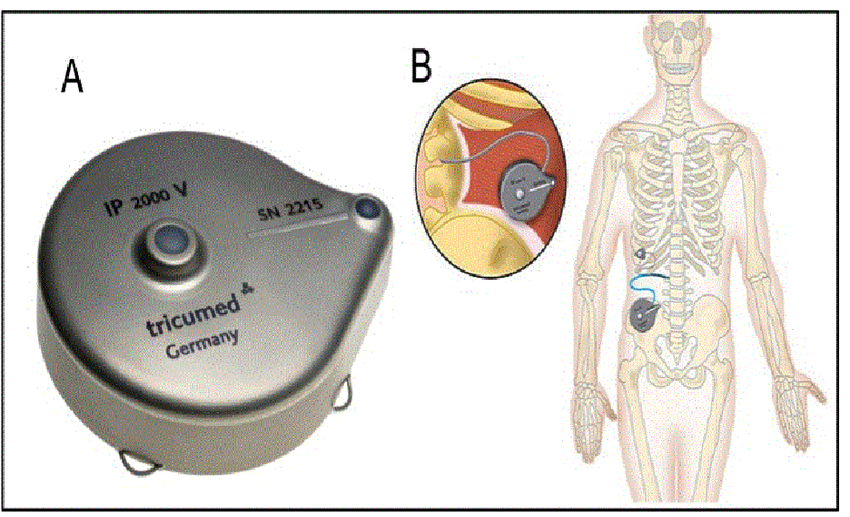 A
B
IP 2000 V
SN 2215
tricumed
Germany